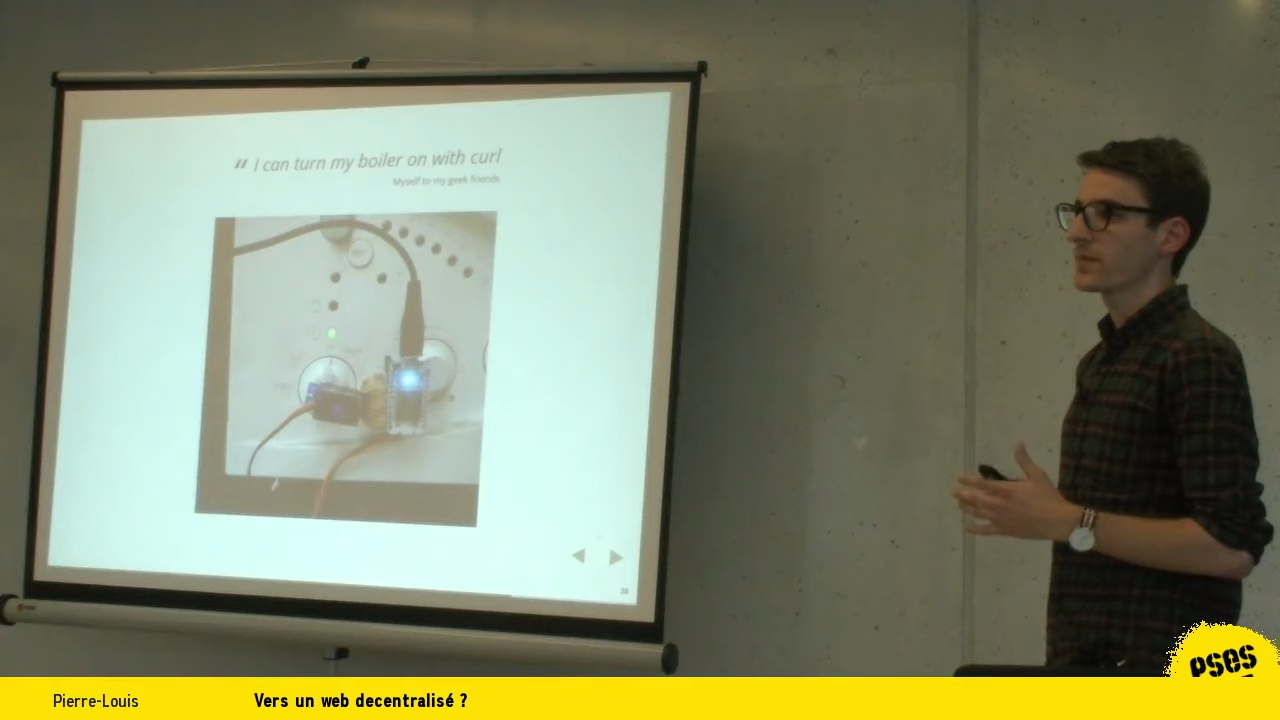 “ I can turn my boiler on with curl
Myself to my geek friends
38
PSES
Pierre-Louis
Vers un web decentralisé ?